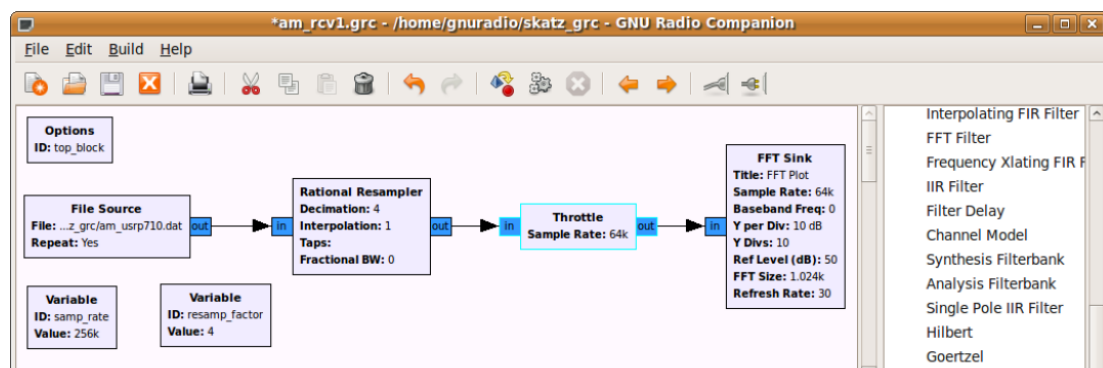 *am_rcv1.grc - /home/gnuradio/skatz_grc - GNU Radio Companion
File Edit Build Help
Options
ID: top_block
File Source
File: ...z_grc/am_usrp710.dat
Repeat: Yes
out
in
Rational Resampler
Decimation: 4
Interpolation: 1
Taps:
Fractional BW: 0
out
in
Throttle
Sample Rate: 64k
out
in
FFT Sink
Title: FFT Plot
Sample Rate: 64k
Baseband Freq: 0
Y per Div: 10 dB
Y Divs: 10
Ref Level (dB): 50
FFT Size: 1.024k
Refresh Rate: 30
Variable
ID: samp_rate
Value: 256k
Variable
ID: resamp_factor
Value: 4
Interpolating FIR Filter
FFT Filter
Frequency Xlating FIR F
IIR Filter
Filter Delay
Channel Model
Synthesis Filterbank
Analysis Filterbank
Single Pole IIR Filter
Hilbert
Goertzel